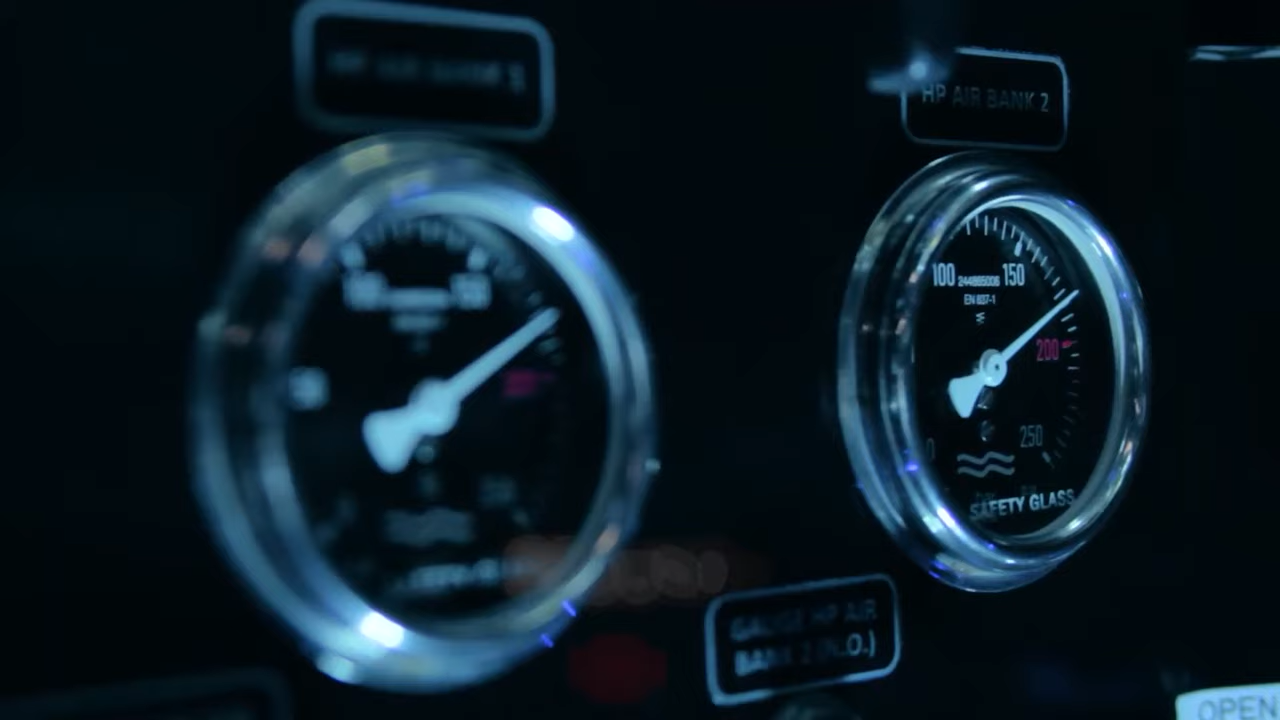 HP AIR BANK 2
100 244865006 150
EN 837-1
200
250
SAFETY GLASS
GAUGE HP AIR
BANK 2 (N.O.)
OPEN